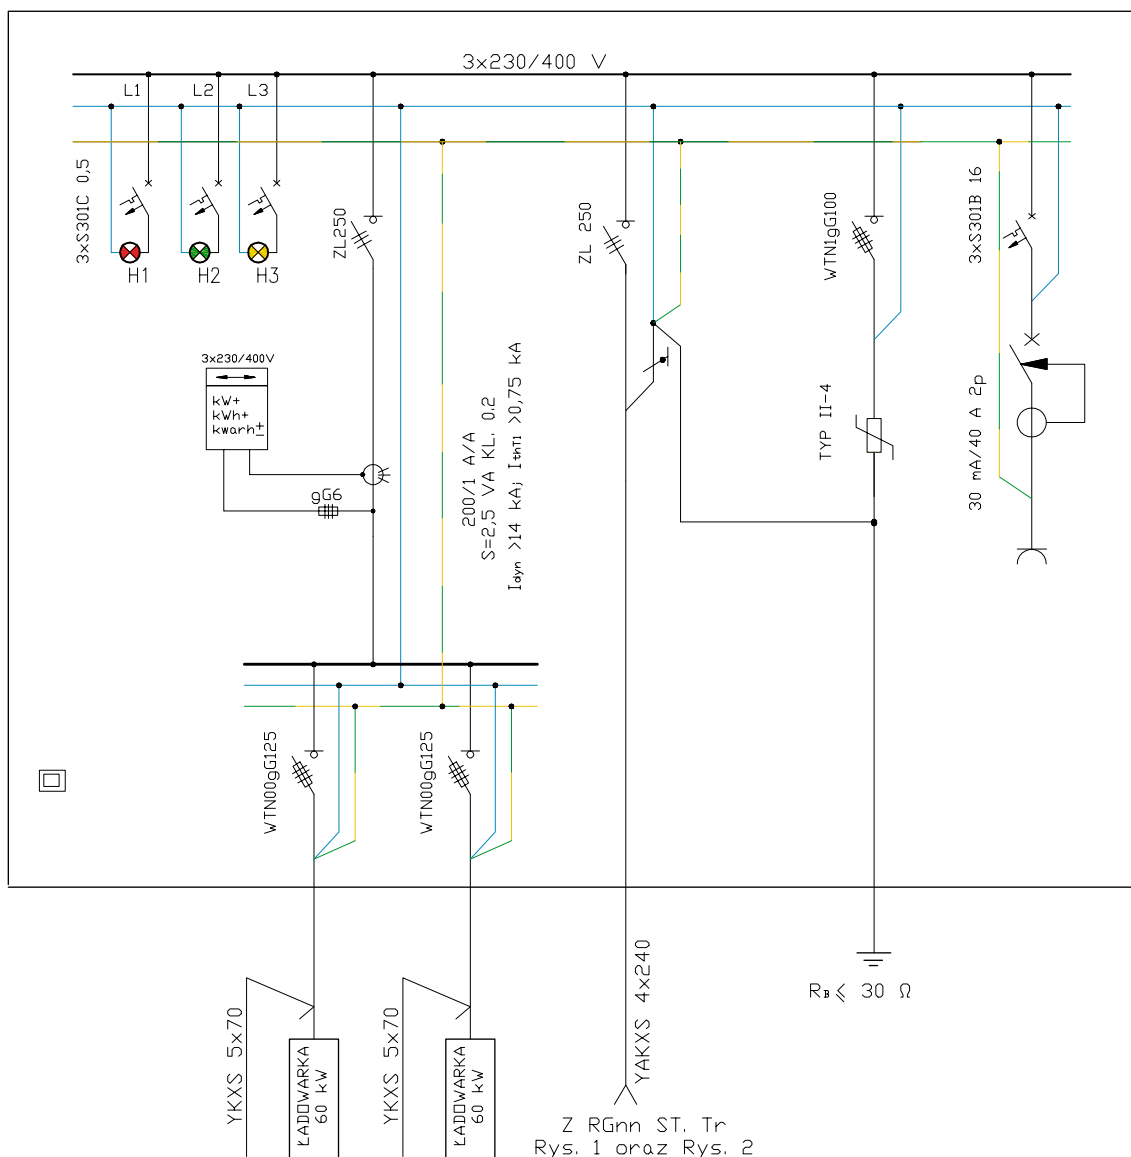 3x230/400 V
L1
L2
L3
3xS301C 0,5
H1
H2
H3
ZL250
ZL 250
WTN1gG100
3xS301B 16
3x230/400V
kW+
kWh+
kwarh±
gG6
200/1 A/A
S=2,5 VA KL. 0.2
Idyn >14 kA; IthT1 >0,75 kA
TYP II-4
30 mA/40 A 2p
WTN00gG125
WTN00gG125
YKXS 5x70
ŁADOWARKA
60 kW
YKXS 5x70
ŁADOWARKA
60 kW
YAKXS 4x240
RB⩽ 30 Ω
Z RGnn ST. Tr
Rys. 1 oraz Rys. 2